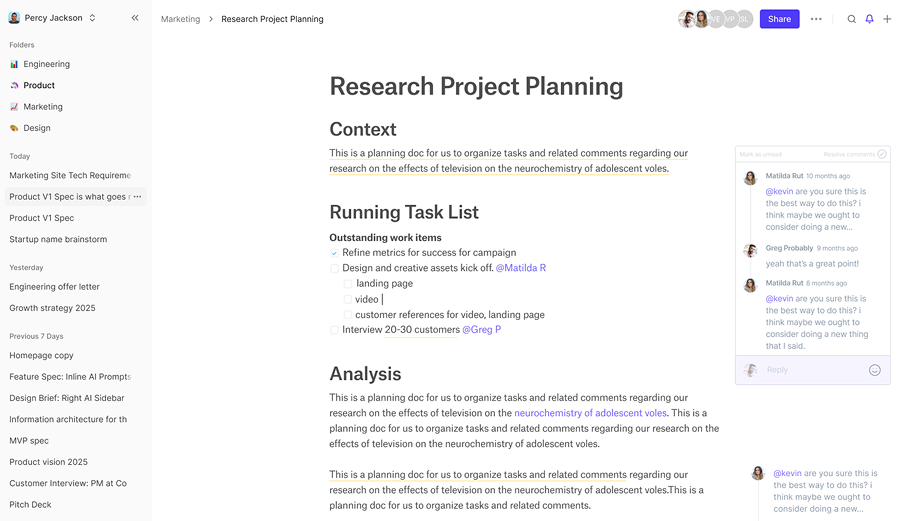 Percy Jackson
Folders
Engineering
Product
Marketing
Design
Today
Marketing Site Tech Requireme
Product V1 Spec is what goes
Product V1 Spec
Startup name brainstorm
Yesterday
Engineering offer letter
Growth strategy 2025
Previous 7 Days
Homepage copy
Feature Spec: Inline AI Prompts
Design Brief: Right AI Sidebar
Information architecture for th
MVP spec
Product vision 2025
Customer Interview: PM at Co
Pitch Deck
Marketing > Research Project Planning
VE VP SL
Share
Research Project Planning
Context
This is a planning doc for us to organize tasks and related comments regarding our
research on the effects of television on the neurochemistry of adolescent voles.
Running Task List
Outstanding work items
Refine metrics for success for campaign
Design and creative assets kick off. @Matilda R
landing page
video
customer references for video, landing page
Interview 20-30 customers @Greg P
Analysis
This is a planning doc for us to organize tasks and related comments regarding our
research on the effects of television on the neurochemistry of adolescent voles. This is a
planning doc for us to organize tasks and related comments regarding our research on the
effects of television on the neurochemistry of adolescent voles.
This is a planning doc for us to organize tasks and related comments regarding our
research on the effects of television on the neurochemistry of adolescent voles.This is a
planning doc for us to organize tasks and related comments.
Mark as unread Resolve comments
Matilda Rut 10 months ago
@kevin are you sure this is
the best way to do this? i
think maybe we ought to
consider doing a new...
Greg Probably 9 months ago
yeah that's a great point!
Matilda Rut 8 months ago
@kevin are you sure this is
the best way to do this? i
think maybe we ought to
consider doing a new thing
that I said.
Reply
@kevin are you sure this is
the best way to do this? i
think maybe we ought to
consider doing a new...